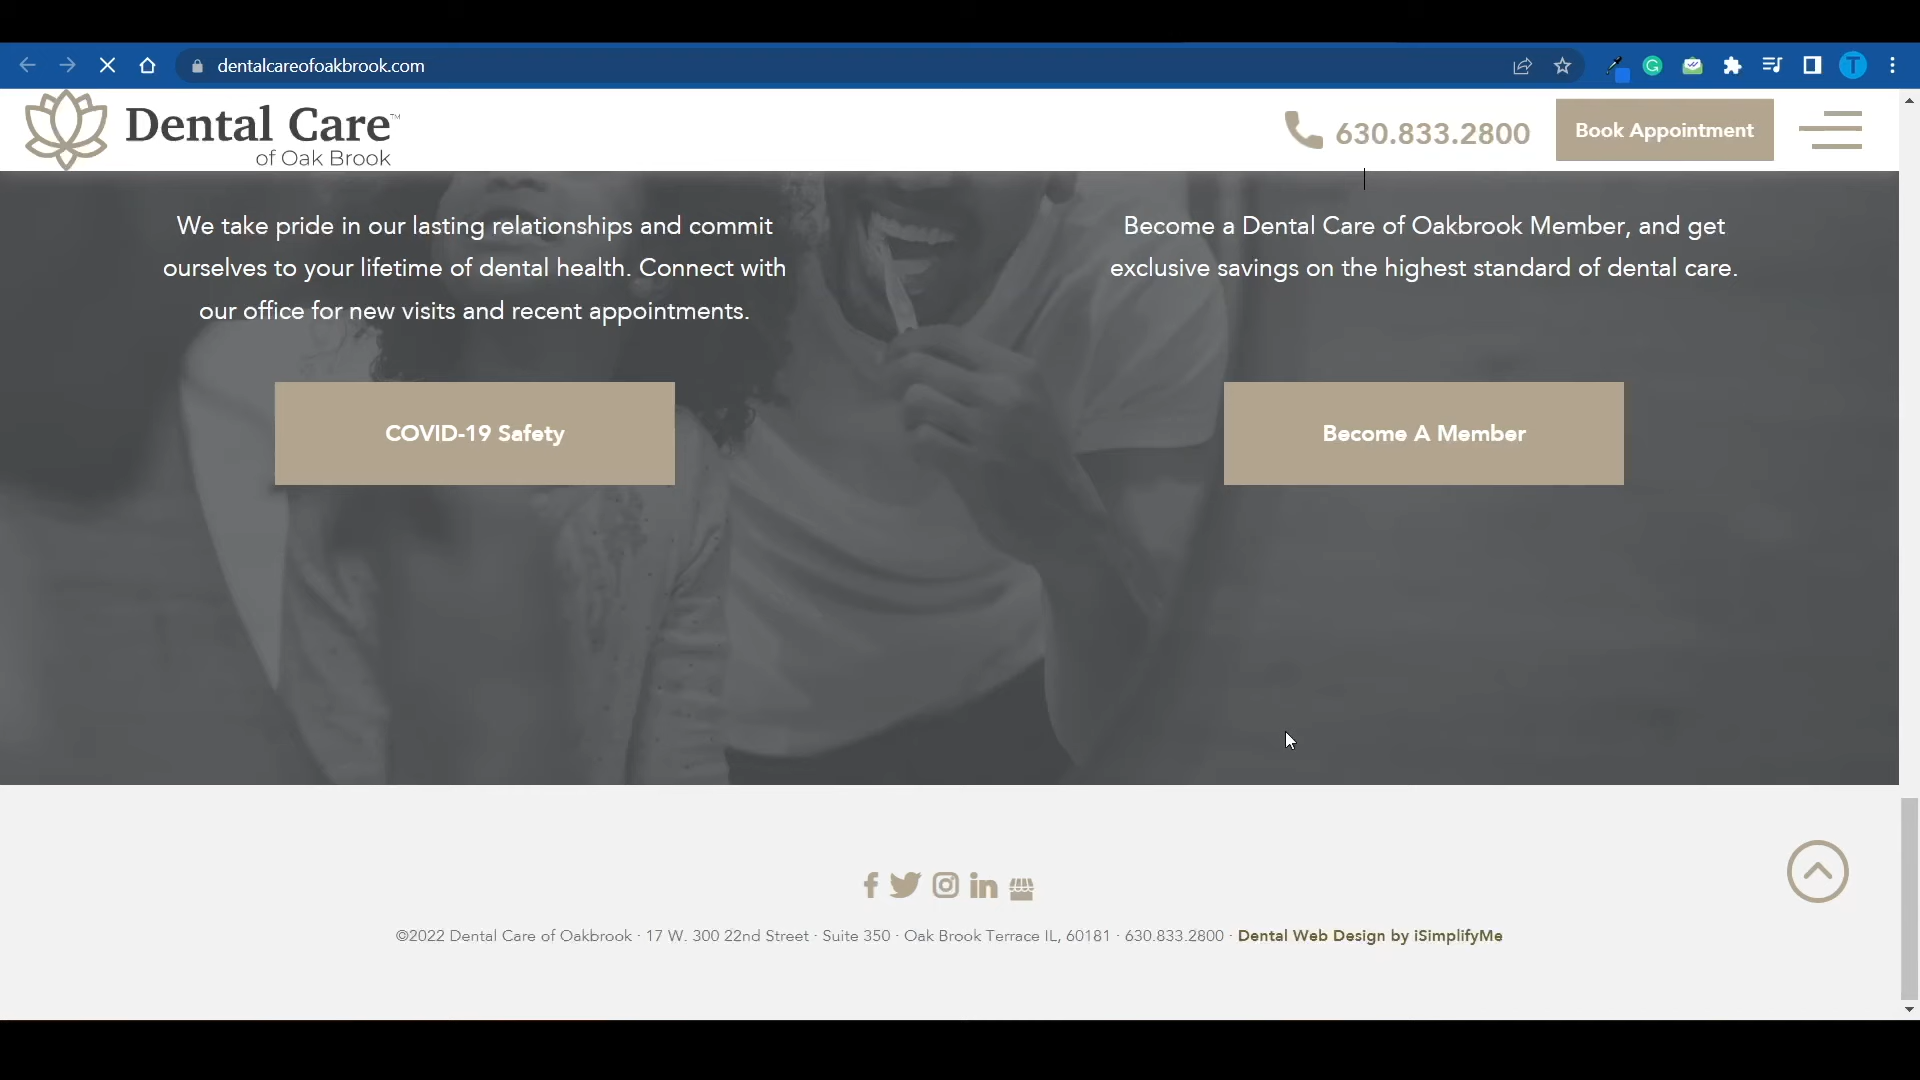 dentalcareofoakbrook.com
T
Dental Care™
of Oak Brook
630.833.2800
Book Appointment
We take pride in our lasting relationships and commit
ourselves to your lifetime of dental health. Connect with
our office for new visits and recent appointments.
COVID-19 Safety
Become a Dental Care of Oakbrook Member, and get
exclusive savings on the highest standard of dental care.
Become A Member
©2022 Dental Care of Oakbrook · 17 W. 300 22nd Street · Suite 350 · Oak Brook Terrace IL, 60181 · 630.833.2800 · Dental Web Design by iSimplifyMe